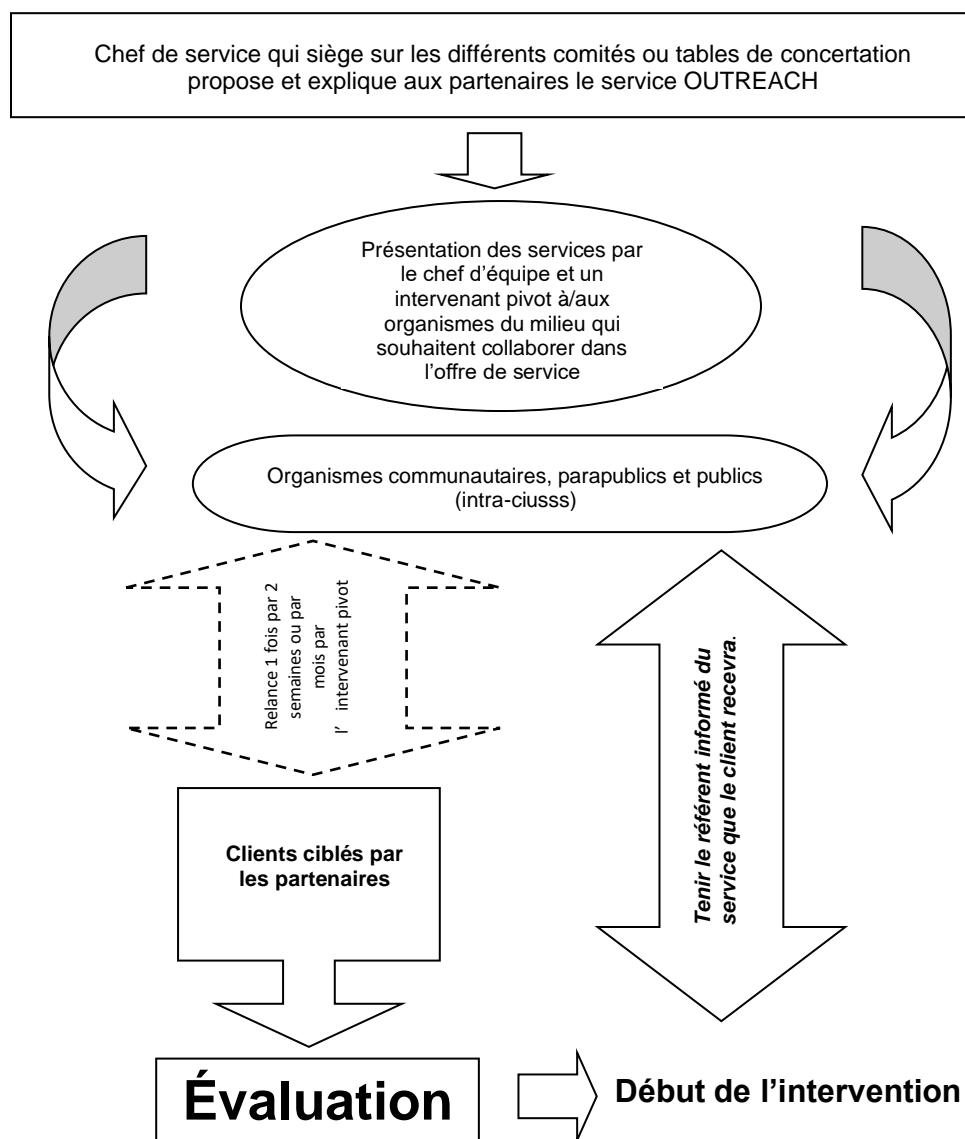 Chef de service qui siège sur les différents comités ou tables de concertation
propose et explique aux partenaires le service OUTREACH
Présentation des services par
le chef d'équipe et un
intervenant pivot à/aux
organismes du milieu qui
souhaitent collaborer dans
l'offre de service
Organismes communautaires, parapublics et publics
(intra-ciusss)
Relance 1 fois par 2
semaines ou par
mois par
l' intervenant pivot
Tenir le référent informé du
service que le client recevra.
Clients ciblés par
les partenaires
Évaluation
Début de l'intervention